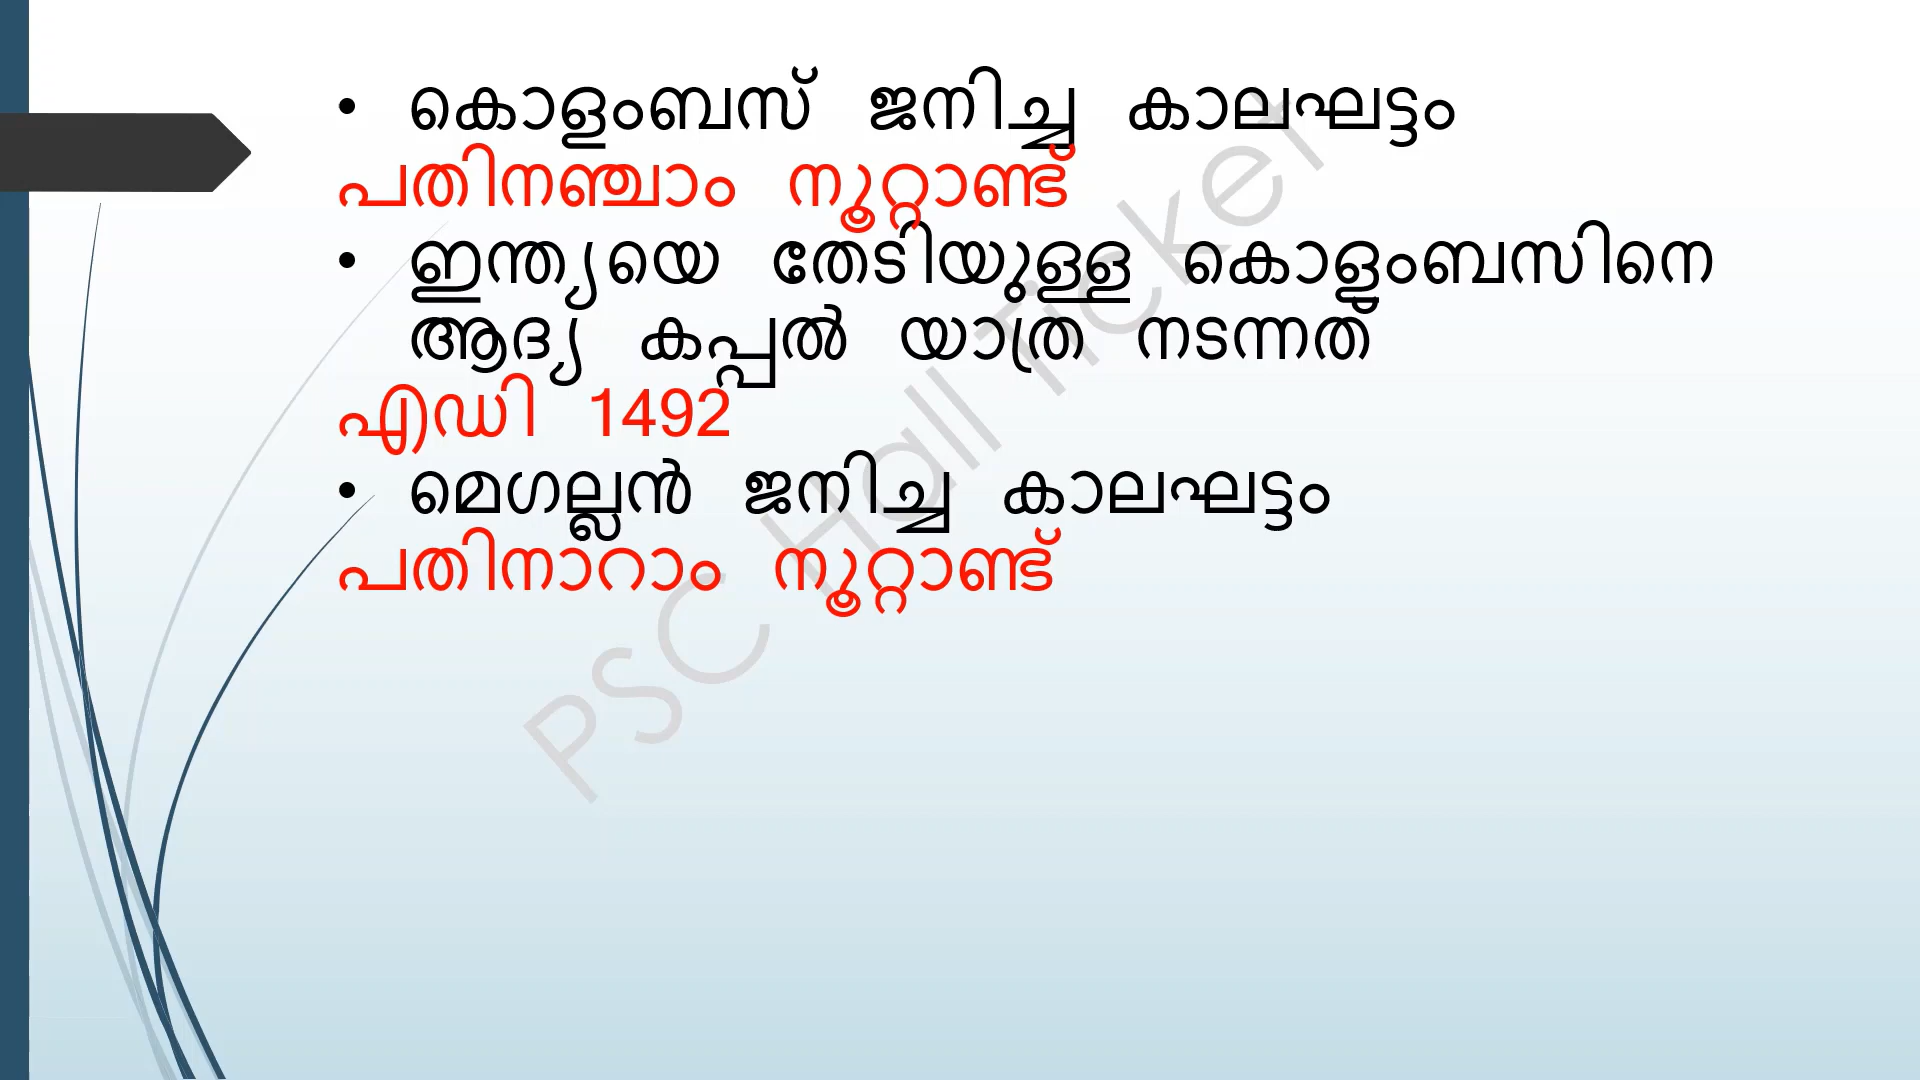 • കൊളംബസ് ജനിച്ച കാലഘട്ടം
പതിനഞ്ചാം നൂറ്റാണ്ട്
• ഇന്ത്യയെ തേടിയുള്ള കൊളുംബസിനെ
ആദ്യ കപ്പൽ യാത്ര നടന്നത്
എഡി 1492
• മെഗല്ലൻ ജനിച്ച കാലഘട്ടം
പതിനാറാം നൂറ്റാണ്ട്
PSC Hall Ticker